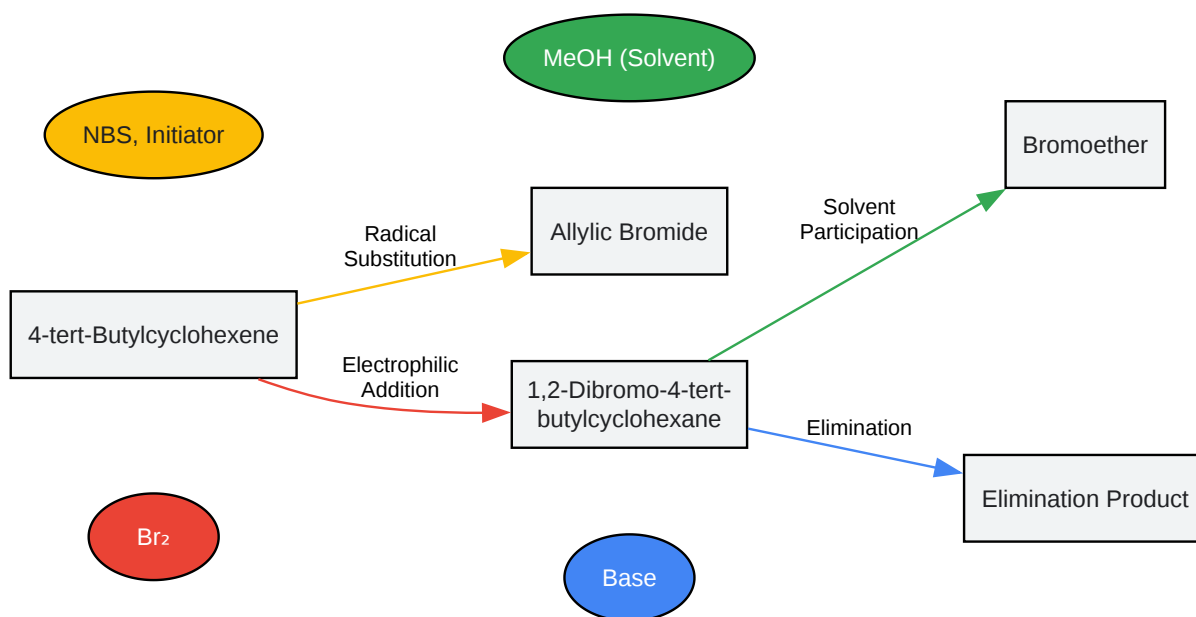 MeOH (Solvent)
NBS, Initiator
Bromoether
Allylic Bromide
Radical
Substitution
Solvent
Participation
4-tert-Butylcyclohexene
Electrophilic
Addition
1,2-Dibromo-4-tert-
butylcyclohexane
Elimination
Elimination Product
Br₂
Base